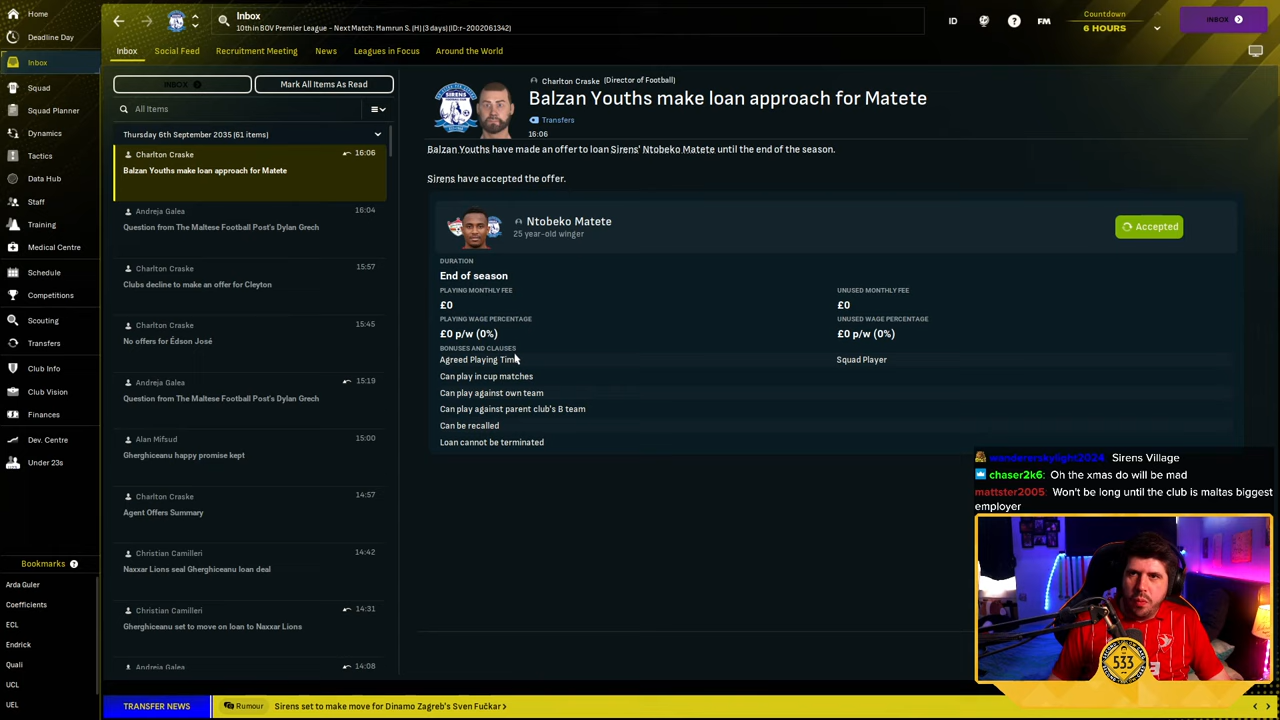 Home
Deadline Day
Inbox
Squad
Squad Planner
Dynamics
Tactics
Data Hub
Staff
Training
Medical Centre
Schedule
Competitions
Scouting
Transfers
Club Info
Club Vision
Finances
Dev. Centre
Under 23s
Bookmarks ?
Arda Guler
Coefficients
ECL
Endrick
Quali
UCL
UEL
Inbox
10th in BOV Premier League - Next Match: Hamrun S. (H) (3 days) (ID:r-2002061342)
ID
?
FM
Countdown
6 HOURS
INBOX
Inbox
Social Feed
Recruitment Meeting
News
Leagues in Focus
Around the World
INBOX
Mark All Items As Read
All Items
Thursday 6th September 2035 (61 items)
Charlton Craske
16:06
Balzan Youths make loan approach for Matete
Andreja Galea
16:04
Question from The Maltese Football Post's Dylan Grech
Charlton Craske
15:57
Clubs decline to make an offer for Cleyton
Charlton Craske
15:45
No offers for Édson José
Andreja Galea
15:19
Question from The Maltese Football Post's Dylan Grech
Alan Mifsud
15:00
Gherghiceanu happy promise kept
Charlton Craske
14:57
Agent Offers Summary
Christian Camilleri
14:42
Naxxar Lions seal Gherghiceanu loan deal
Christian Camilleri
14:31
Gherghiceanu set to move on loan to Naxxar Lions
Andreja Galea
14:08
SIRENS
Charlton Craske (Director of Football)
Balzan Youths make loan approach for Matete
Transfers
16:06
Balzan Youths have made an offer to loan Sirens' Ntobeko Matete until the end of the season.
Sirens have accepted the offer.
Ntobeko Matete
25 year-old winger
Accepted
DURATION
End of season
PLAYING MONTHLY FEE
UNUSED MONTHLY FEE
£0
£0
PLAYING WAGE PERCENTAGE
UNUSED WAGE PERCENTAGE
£0 p/w (0%)
£0 p/w (0%)
BONUSES AND CLAUSES
Agreed Playing Time
Squad Player
Can play in cup matches
Can play against own team
Can play against parent club's B team
Can be recalled
Loan cannot be terminated
wandererskylight2024 Sirens Village
chaser2k6: Oh the xmas do will be mad
mattster2005: Won't be long until the club is maltas biggest
employer
533
TRANSFER NEWS
Rumour
Sirens set to make move for Dinamo Zagreb's Sven Fučkar >